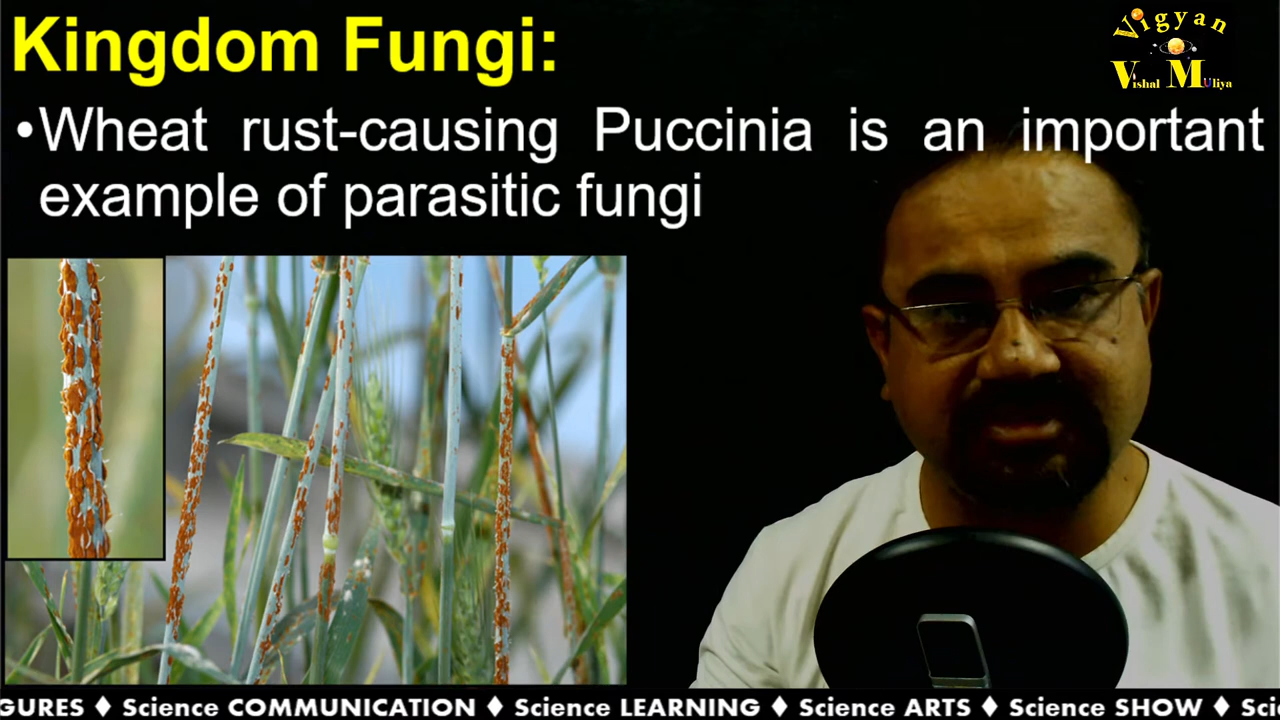 Kingdom Fungi:
Vigyan
Vishal Muliya
•Wheat rust-causing Puccinia is an important
example of parasitic fungi
GURES ♦ Science COMMUNICATION ♦ Science LEARNING ♦ Science ARTS ♦ Science SHOW ♦ Sci